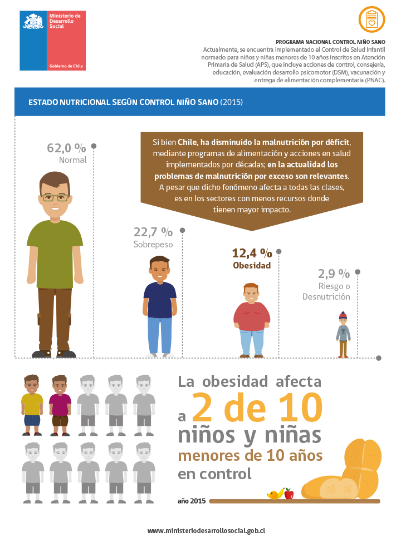 Ministerio de
Desarrollo
Social
Gobierno de Chile
PROGRAMA NACIONAL CONTROL NIÑO SANO
Actualmente, se encuentra implementado el Control de Salud Infantil
normado para niños y niñas menores de 10 años inscritos en Atención
Primaria de Salud (APS), que incluye acciones de control, consejería,
educación, evaluación desarrollo psicomotor (DSM), vacunación y
entrega de alimentación complementaria (PNAC).
ESTADO NUTRICIONAL SEGÚN CONTROL NIÑO SANO (2015)
62,0 %
Normal
Si bien Chile, ha disminuido la malnutrición por déficit,
mediante programas de alimentación y acciones en salud
implementados por décadas; en la actualidad los
problemas de malnutrición por exceso son relevantes.
A pesar que dicho fenómeno afecta a todas las clases,
es en los sectores con menos recursos donde
tienen mayor impacto.
22,7 %
Sobrepeso
12,4 %
Obesidad
2,9 %
Riesgo o
Desnutrición
La obesidad afecta
a 2 de 10
niños y niñas
menores de 10 años
en control
año 2015
www.ministeriodesarrollosocial.gob.cl